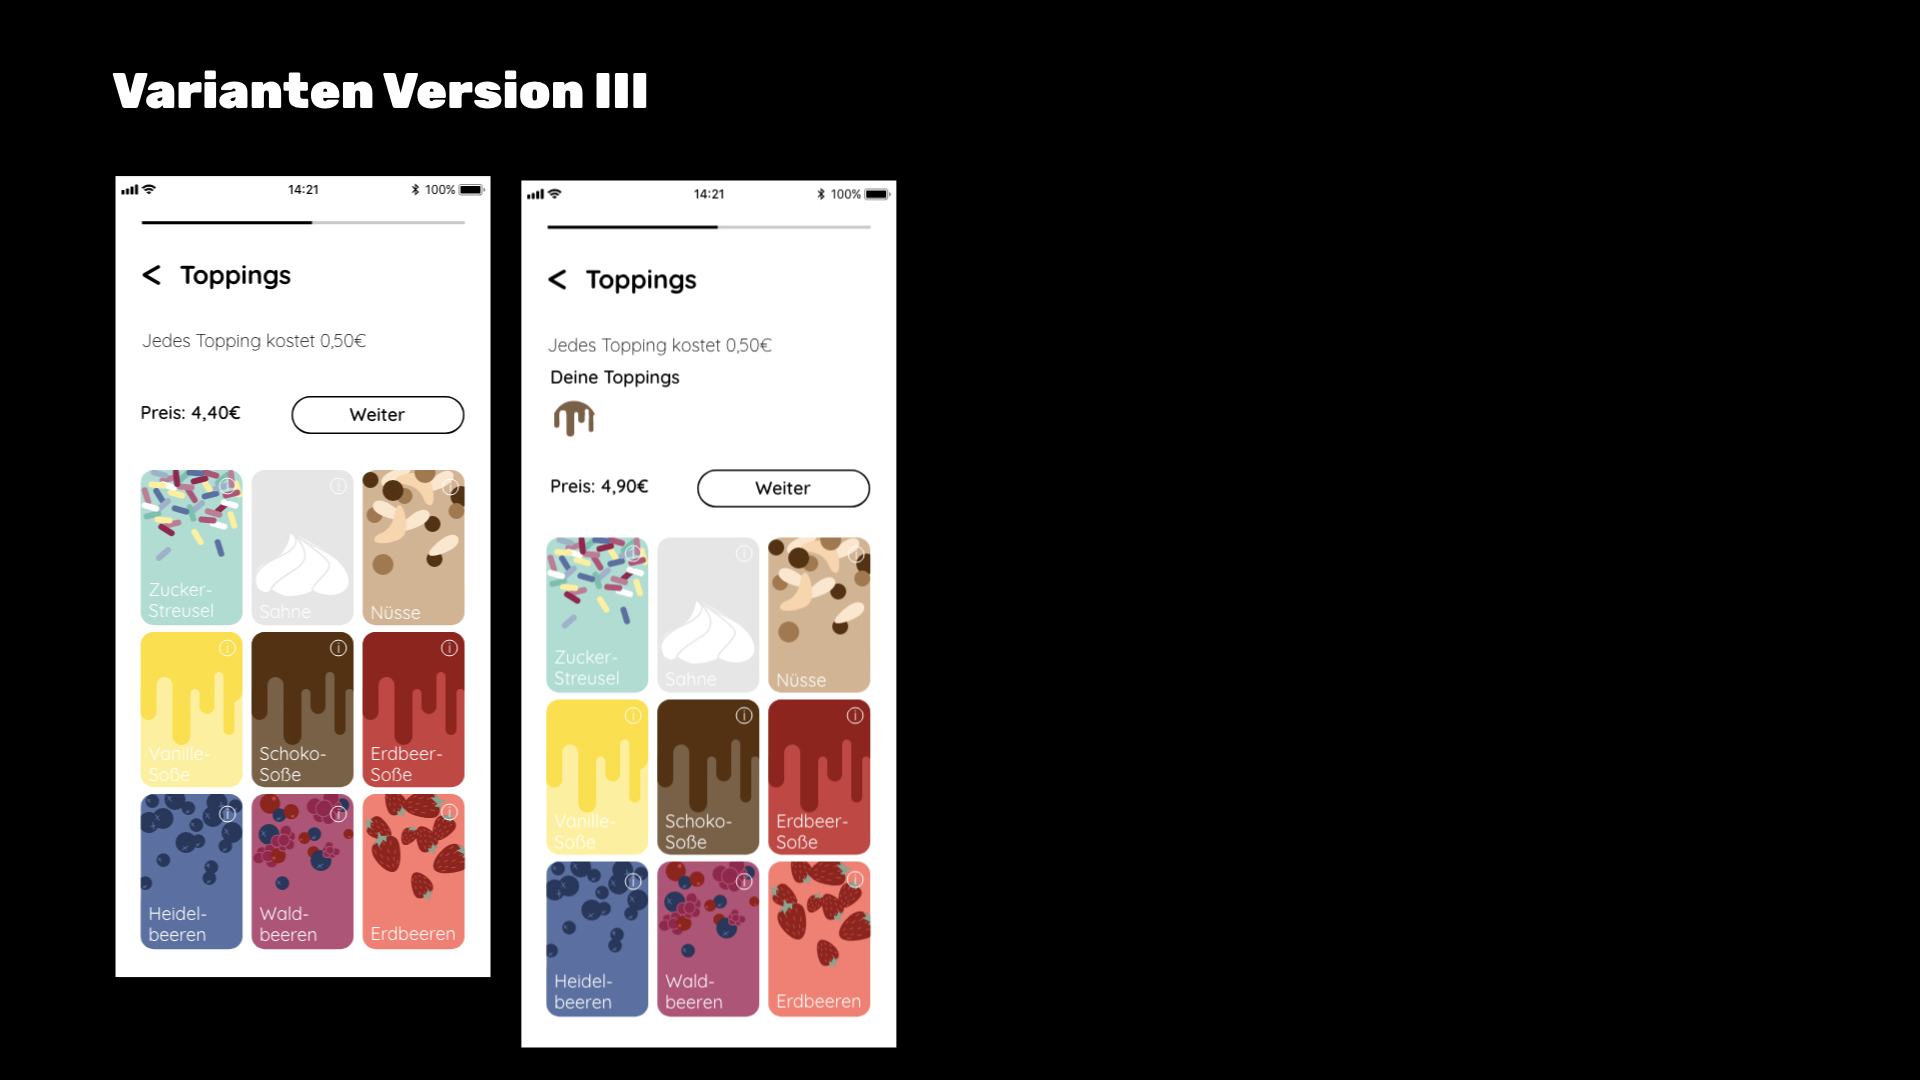 Varianten Version III
14:21
100%
< Toppings
Jedes Topping kostet 0,50€
Preis: 4,40€
Weiter
Zucker-
Streusel
Sahne
Nüsse
Vanille-
Soße
Schoko-
Soße
Erdbeer-
Soße
Heidel-
beeren
Wald-
beeren
Erdbeeren
14:21
100%
< Toppings
Jedes Topping kostet 0,50€
Deine Toppings
Preis: 4,90€
Weiter
Zucker-
Streusel
Sahne
Nüsse
Vanille-
Soße
Schoko-
Soße
Erdbeer-
Soße
Heidel-
beeren
Wald-
beeren
Erdbeeren